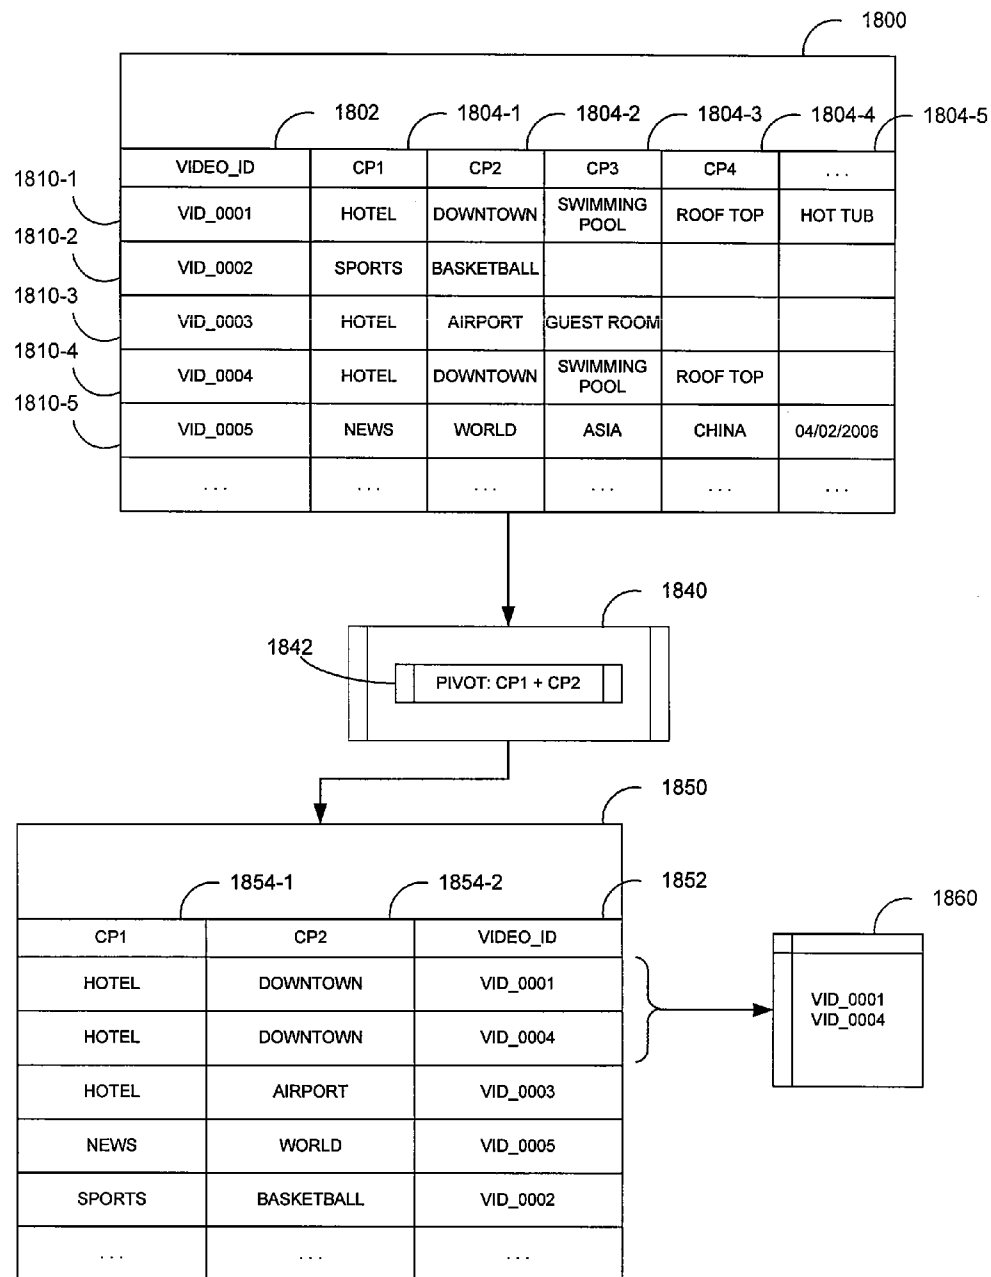 1800
1802 1804-1 1804-2 1804-3 1804-4 1804-5
VIDEO_ID CP1 CP2 CP3 CP4 ...
1810-1
VID_0001 HOTEL DOWNTOWN SWIMMING POOL ROOF TOP HOT TUB
1810-2
VID_0002 SPORTS BASKETBALL
1810-3
VID_0003 HOTEL AIRPORT GUEST ROOM
1810-4
VID_0004 HOTEL DOWNTOWN SWIMMING POOL ROOF TOP
1810-5
VID_0005 NEWS WORLD ASIA CHINA 04/02/2006
... ... ... ... ... ...
1840
1842
PIVOT: CP1 + CP2
1850
1854-1 1854-2 1852
CP1 CP2 VIDEO_ID
HOTEL DOWNTOWN VID_0001
HOTEL DOWNTOWN VID_0004
HOTEL AIRPORT VID_0003
NEWS WORLD VID_0005
SPORTS BASKETBALL VID_0002
... ... ...
1860
VID_0001
VID_0004